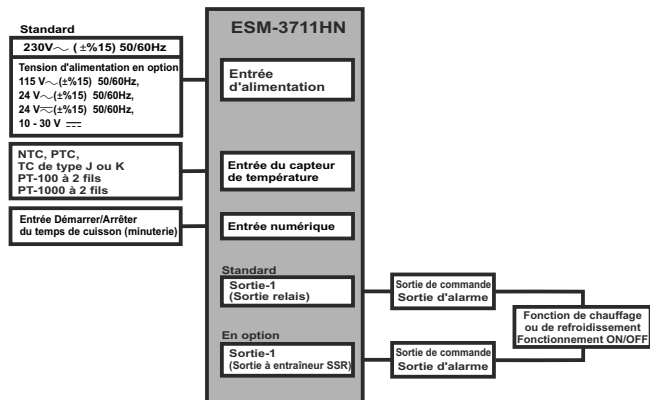 Standard
ESM-3711HN
230V～ ( ±%15) 50/60Hz
Tension d'alimentation en option
115 V～(±%15) 50/60Hz,
24 V～(±%15) 50/60Hz,
24 V⏦(±%15) 50/60Hz,
10 - 30 V ⎓
Entrée
d'alimentation
NTC, PTC,
TC de type J ou K
PT-100 à 2 fils
PT-1000 à 2 fils
Entrée du capteur
de température
Entrée Démarrer/Arrêter
du temps de cuisson (minuterie)
Entrée numérique
Standard
Sortie-1
(Sortie relais)
Sortie de commande
Sortie d'alarme
Fonction de chauffage
ou de refroidissement
Fonctionnement ON/OFF
En option
Sortie-1
(Sortie à entraîneur SSR)
Sortie de commande
Sortie d'alarme